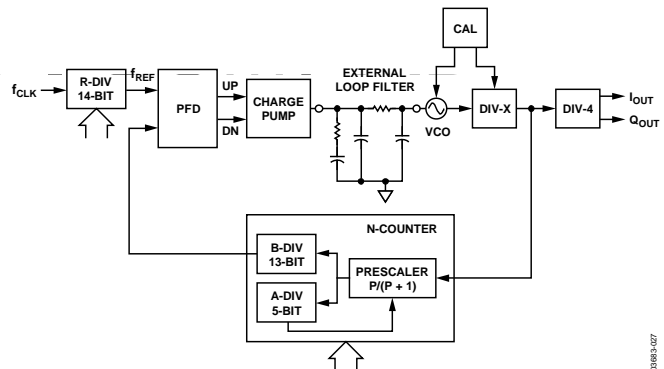 CAL
f_CLK
R-DIV
14-BIT
f_REF
PFD
UP
DN
CHARGE
PUMP
EXTERNAL
LOOP FILTER
VCO
DIV-X
DIV-4
I_OUT
Q_OUT
N-COUNTER
B-DIV
13-BIT
A-DIV
5-BIT
PRESCALER
P/(P + 1)
03683-027